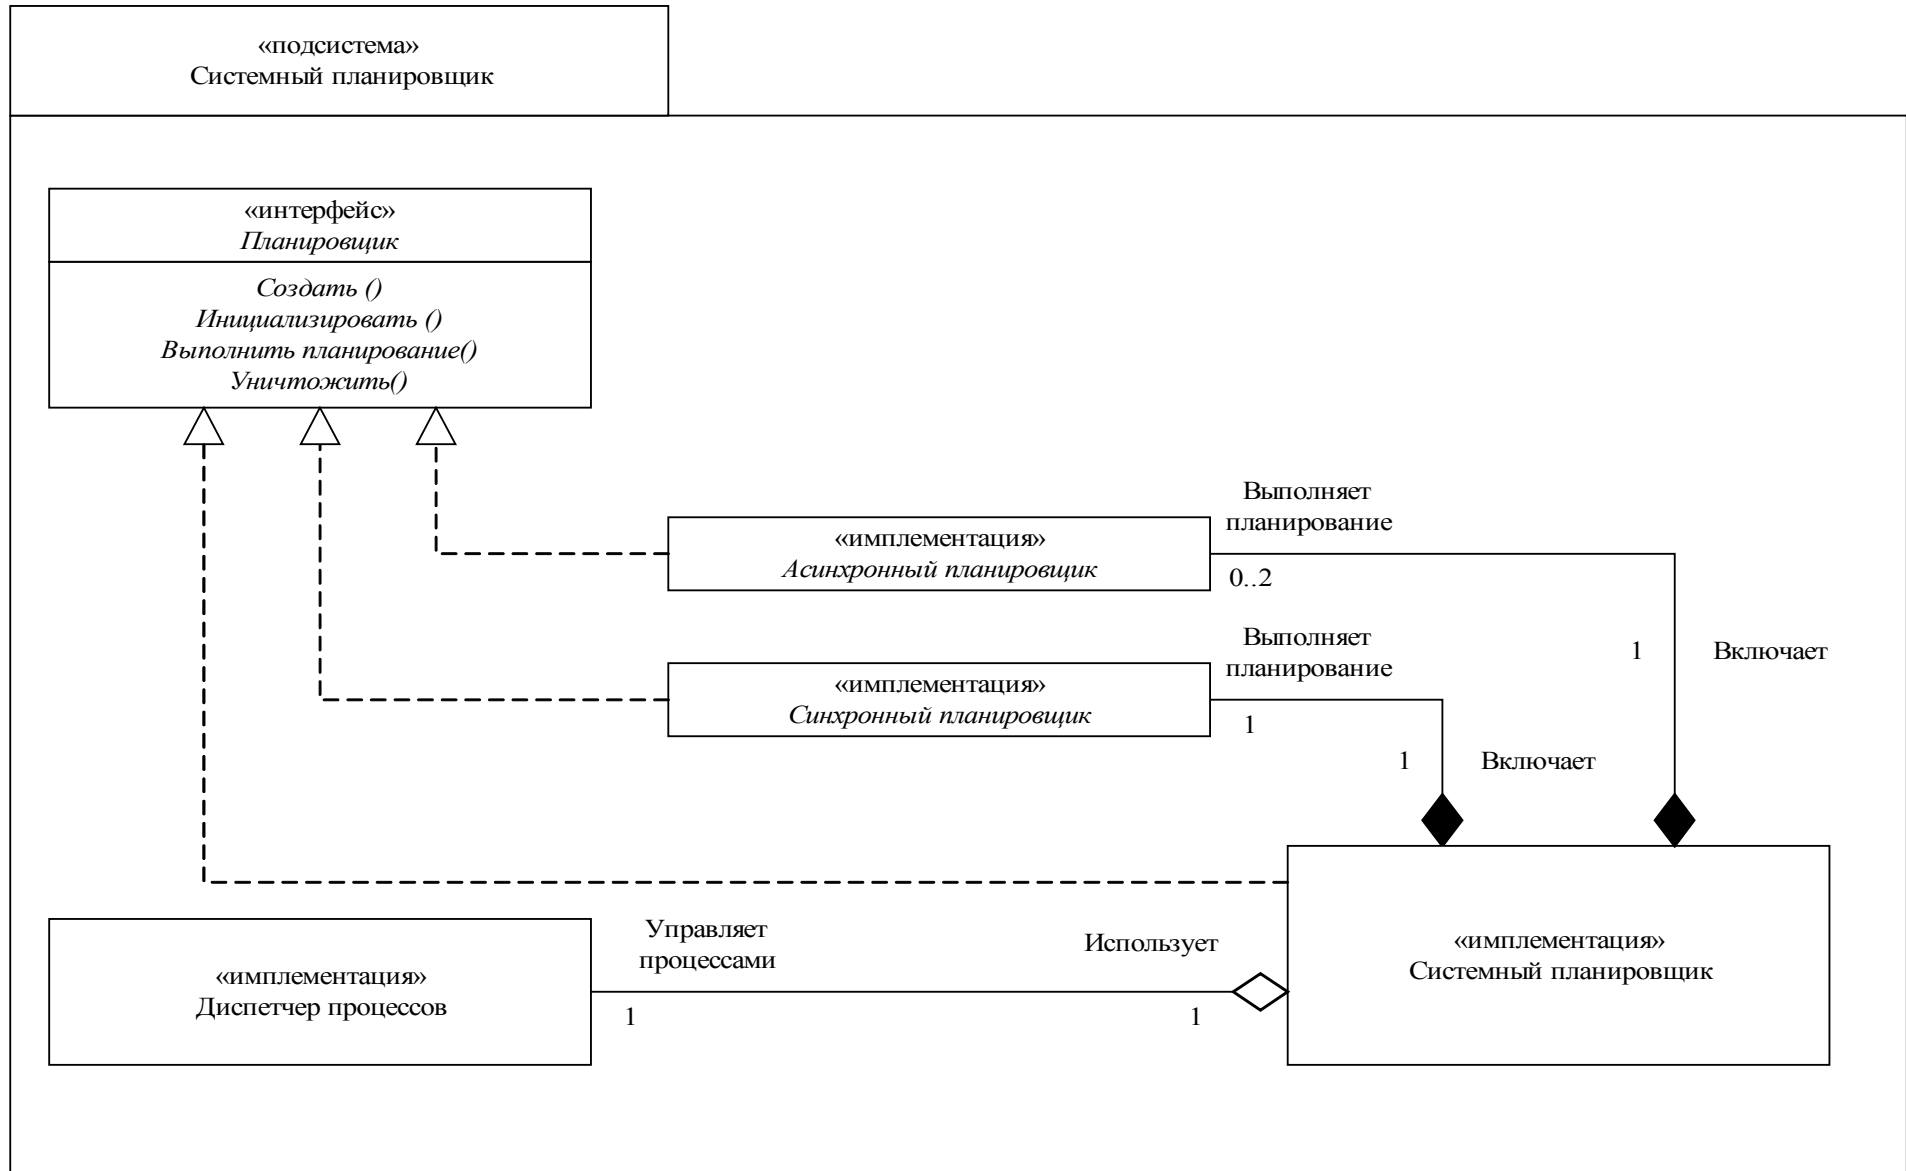 «подсистема»
Системный планировщик
«интерфейс»
Планировщик
Создать ()
Инициализировать ()
Выполнить планирование()
Уничтожить()
Выполняет
планирование
«имплементация»
Асинхронный планировщик
0..2
Выполняет
планирование
1
Включает
«имплементация»
Синхронный планировщик
1
1
Включает
Управляет
процессами
Использует
«имплементация»
Системный планировщик
«имплементация»
Диспетчер процессов
1
1